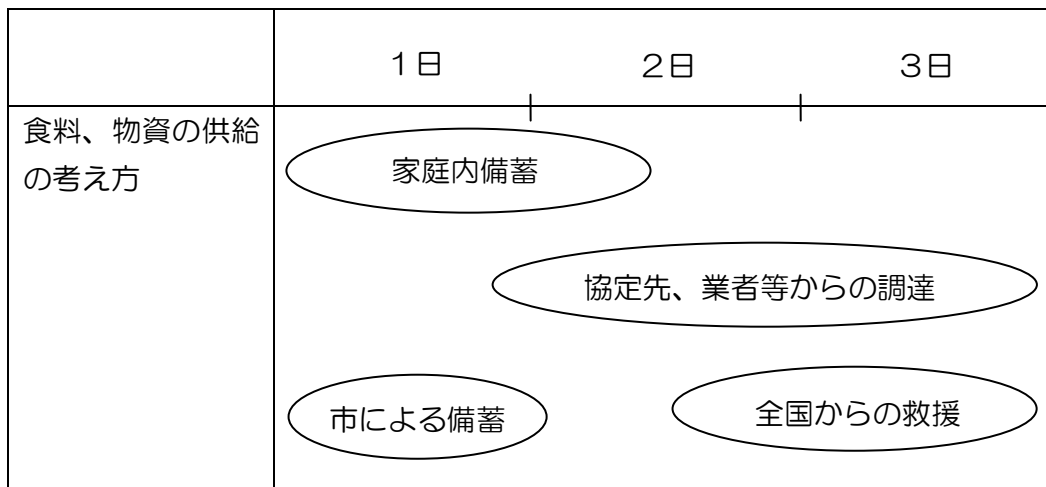 １日 ２日 ３日
食料、物資の供給
の考え方
家庭内備蓄
協定先、業者等からの調達
市による備蓄
全国からの救援